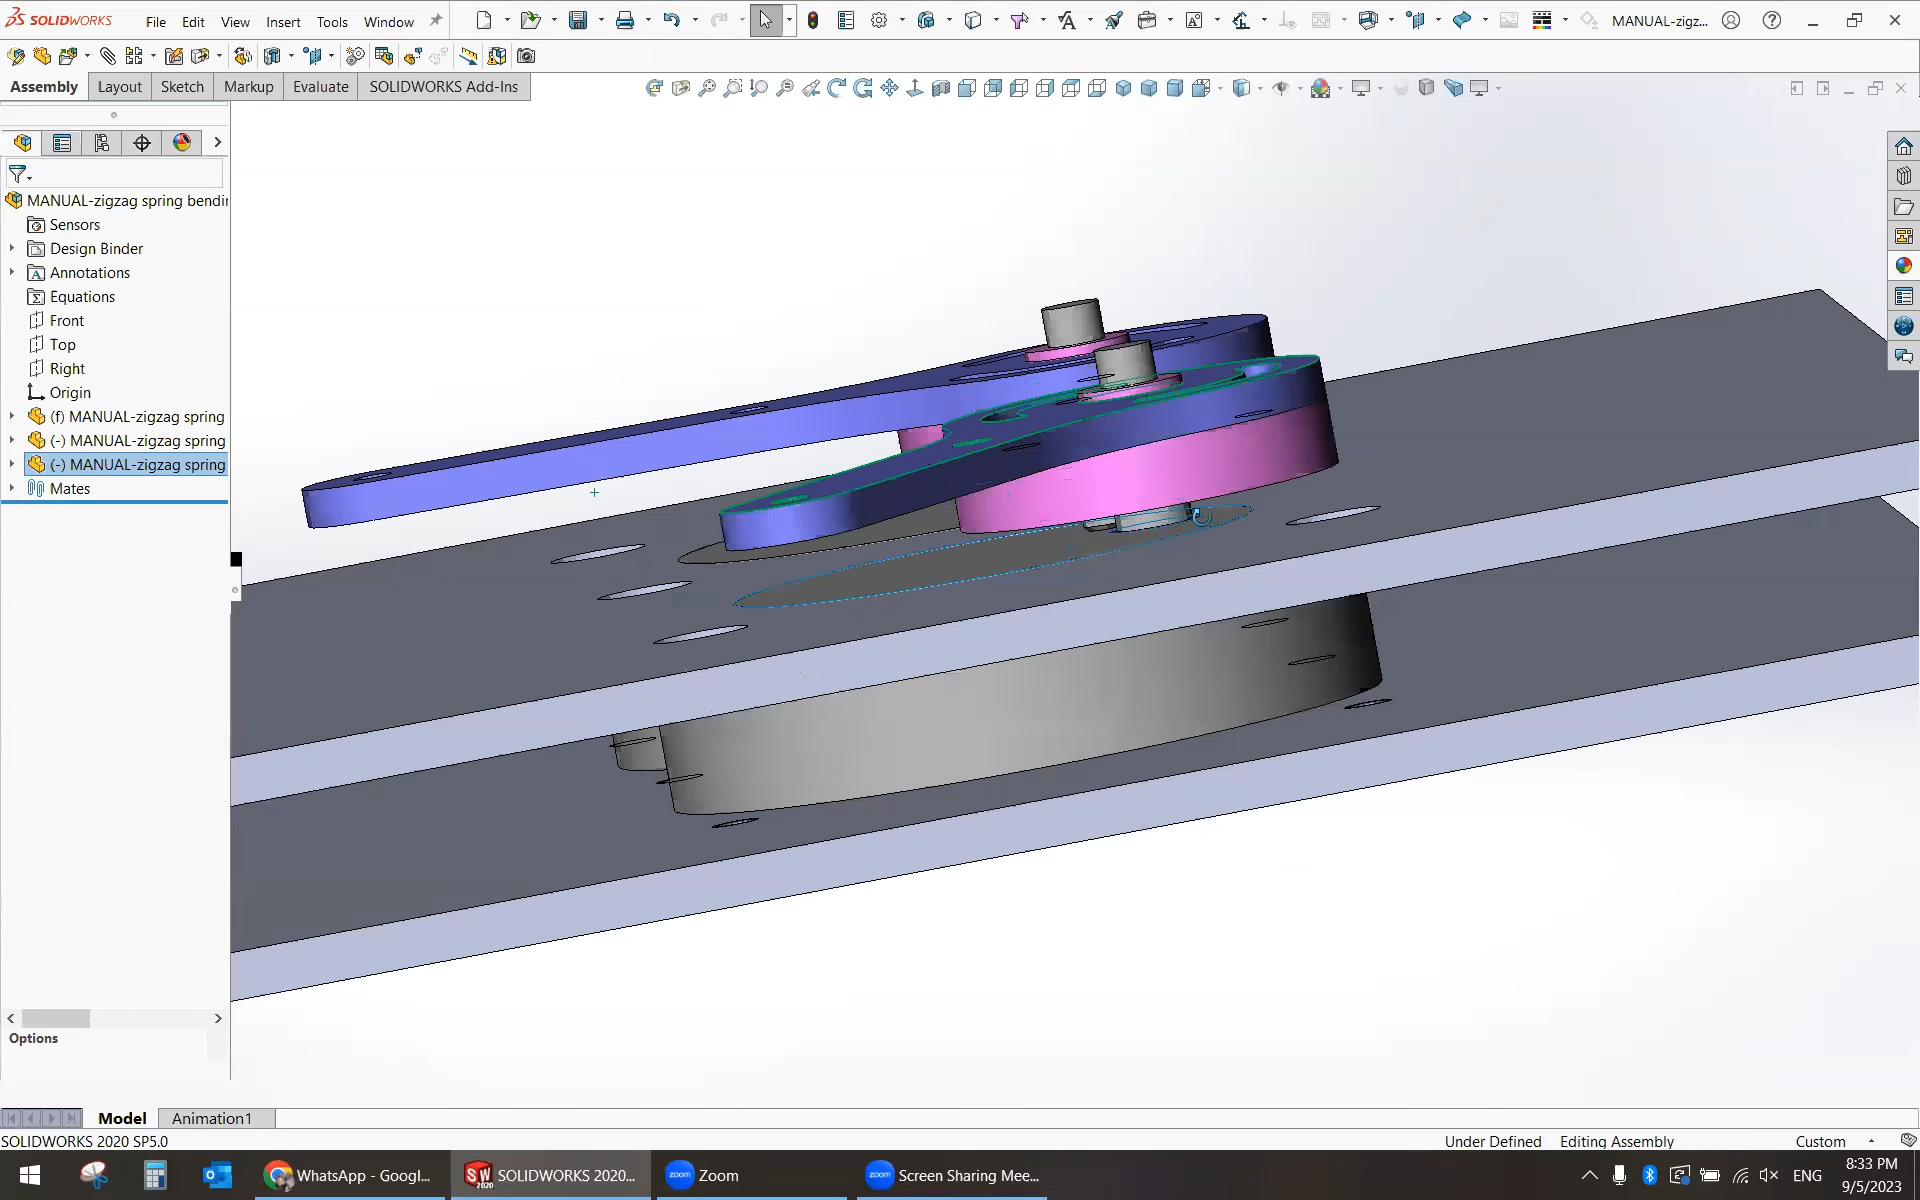 SOLIDWORKS File Edit View Insert Tools Window MANUAL-zigz...
Assembly Layout Sketch Markup Evaluate SOLIDWORKS Add-Ins
MANUAL-zigzag spring bendir
Sensors
Design Binder
Annotations
Equations
Front
Top
Right
Origin
(f) MANUAL-zigzag spring
(-) MANUAL-zigzag spring
(-) MANUAL-zigzag spring
Mates
Options
Model Animation1
SOLIDWORKS 2020 SP5.0 Under Defined Editing Assembly Custom
WhatsApp - Googl... SOLIDWORKS 2020... zoom Zoom zoom Screen Sharing Mee... ENG 8:33 PM
9/5/2023